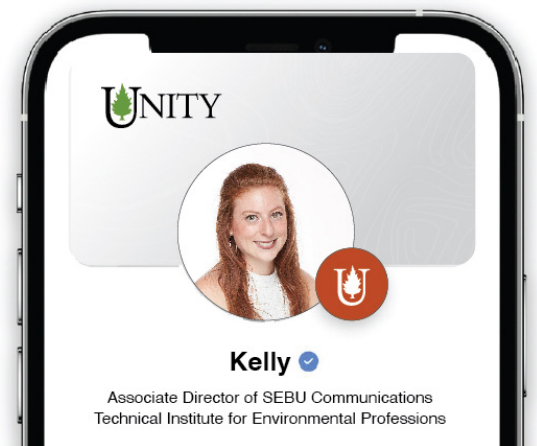 UNITY
U
Kelly
Associate Director of SEBU Communications
Technical Institute for Environmental Professions